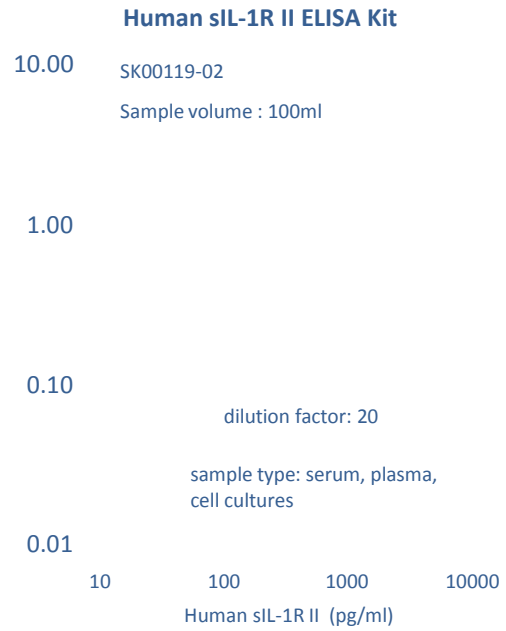 Human sIL-1R II ELISA Kit
10.00
SK00119-02
Sample volume : 100ml
1.00
0.10
dilution factor: 20
sample type: serum, plasma,
cell cultures
0.01
10 100 1000 10000
Human sIL-1R II (pg/ml)